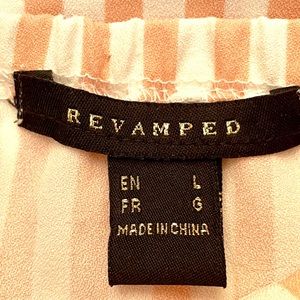 REVAMPED
EN L
FR G
MADE IN CHINA